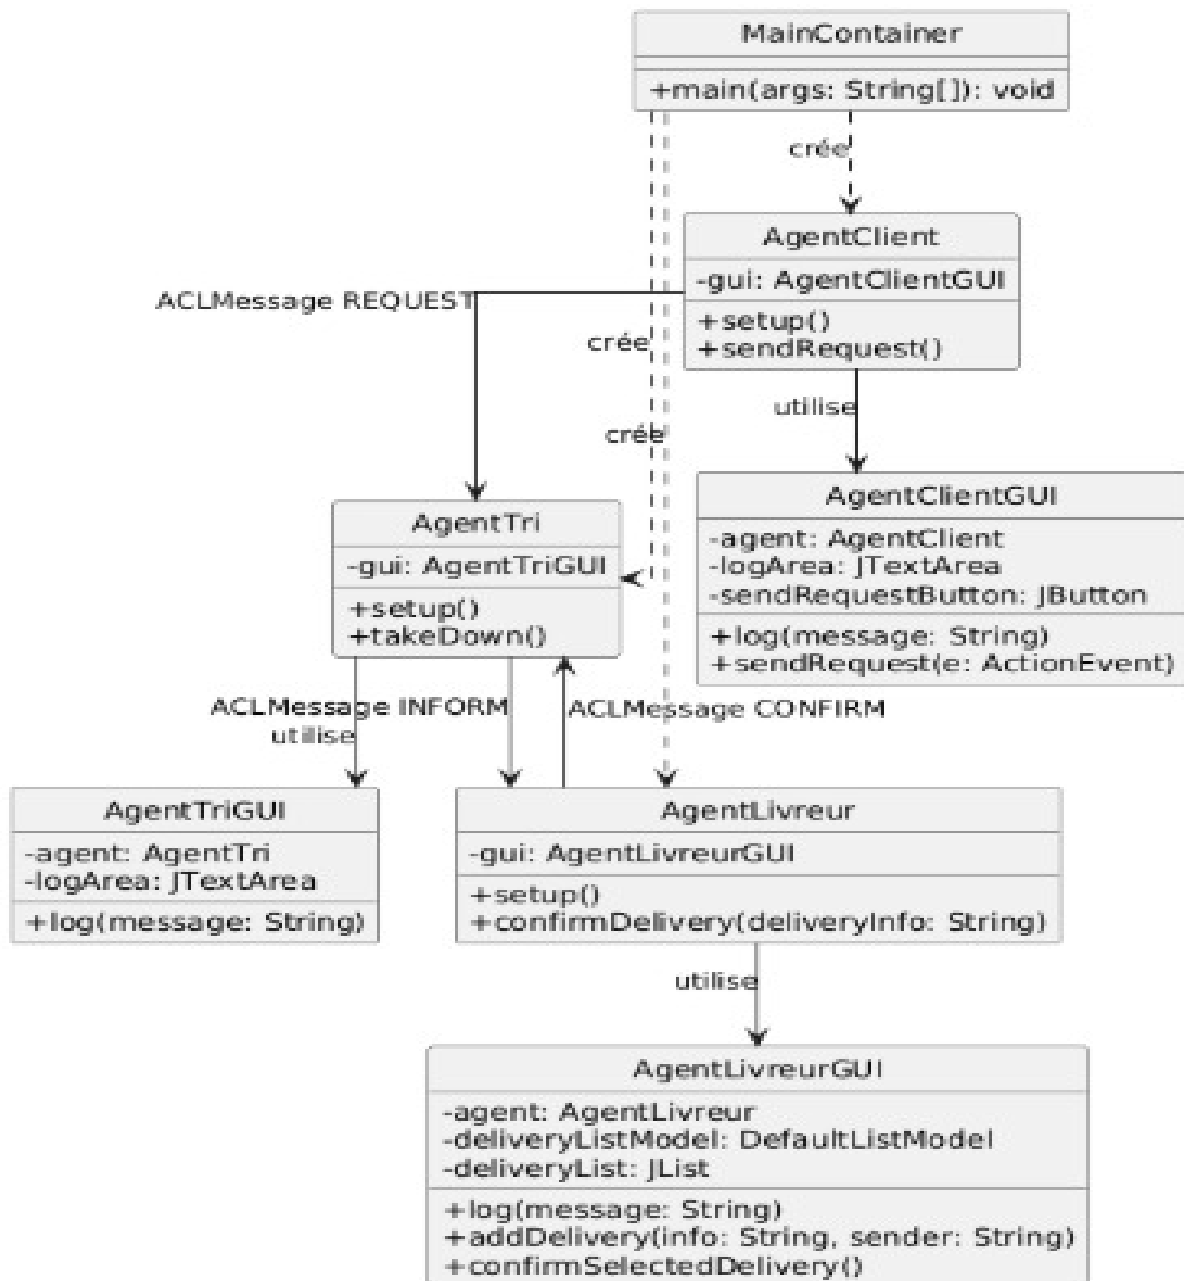 MainContainer
+main(args: String[]): void
crée
AgentClient
-gui: AgentClientGUI
+setup()
+sendRequest()
ACLMessage REQUEST
crée
utilise
crée
AgentClientGUI
-agent: AgentClient
-logArea: JTextArea
-sendRequestButton: JButton
+log(message: String)
+sendRequest(e: ActionEvent)
AgentTri
-gui: AgentTriGUI
+setup()
+takeDown()
ACLMessage INFORM
ACLMessage CONFIRM
utilise
AgentTriGUI
-agent: AgentTri
-logArea: JTextArea
+log(message: String)
AgentLivreur
-gui: AgentLivreurGUI
+setup()
+confirmDelivery(deliveryInfo: String)
utilise
AgentLivreurGUI
-agent: AgentLivreur
-deliveryListModel: DefaultListModel
-deliveryList: JList
+log(message: String)
+addDelivery(info: String, sender: String)
+confirmSelectedDelivery()